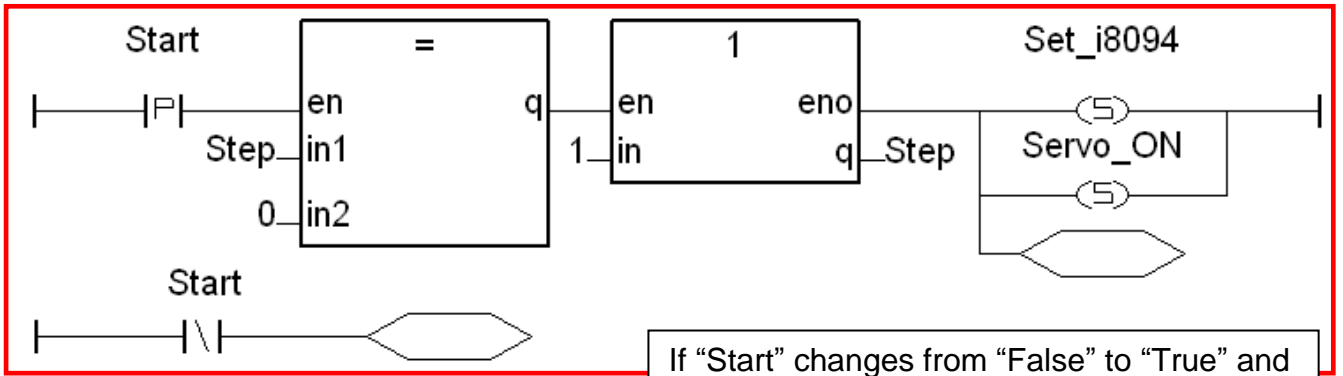 Start = 1 Set_i8094
P en q en eno S
Step in1 1 in q Step Servo_ON
S
0 in2
Start
If “Start” changes from “False” to “True” and